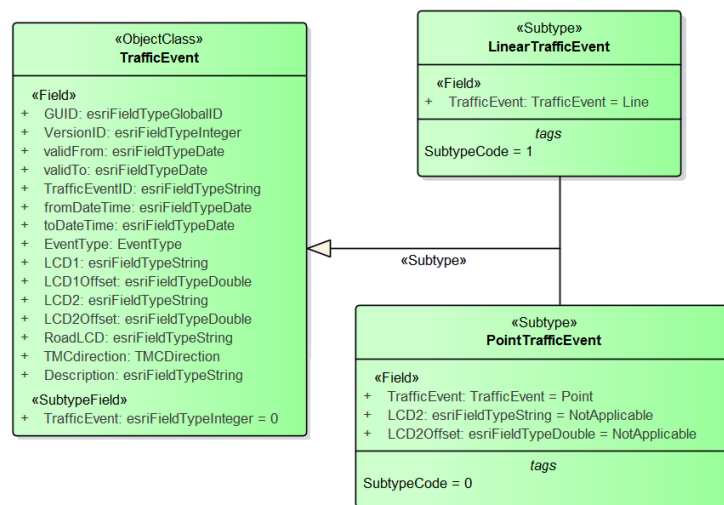 «ObjectClass»
TrafficEvent
«Field»
+ GUID: esriFieldTypeGlobalID
+ VersionID: esriFieldTypeInteger
+ validFrom: esriFieldTypeDate
+ validTo: esriFieldTypeDate
+ TrafficEventID: esriFieldTypeString
+ fromDateTime: esriFieldTypeDate
+ toDateTime: esriFieldTypeDate
+ EventType: EventType
+ LCD1: esriFieldTypeString
+ LCD1Offset: esriFieldTypeDouble
+ LCD2: esriFieldTypeString
+ LCD2Offset: esriFieldTypeDouble
+ RoadLCD: esriFieldTypeString
+ TMCdirection: TMCDirection
+ Description: esriFieldTypeString
«SubtypeField»
+ TrafficEvent: esriFieldTypeInteger = 0
«Subtype»
LinearTrafficEvent
«Field»
+ TrafficEvent: TrafficEvent = Line
tags
SubtypeCode = 1
«Subtype»
«Subtype»
PointTrafficEvent
«Field»
+ TrafficEvent: TrafficEvent = Point
+ LCD2: esriFieldTypeString = NotApplicable
+ LCD2Offset: esriFieldTypeDouble = NotApplicable
tags
SubtypeCode = 0